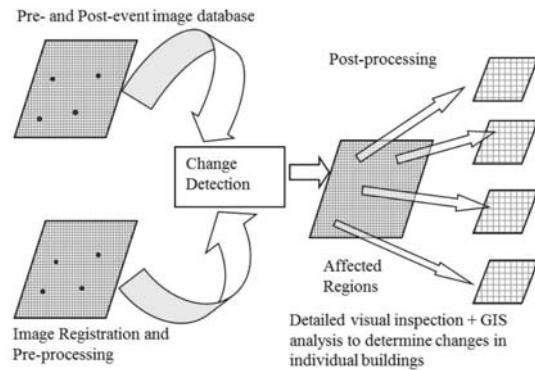 Pre- and Post-event image database
Post-processing
Change
Detection
Affected
Regions
Image Registration and
Pre-processing
Detailed visual inspection + GIS
analysis to determine changes in
individual buildings